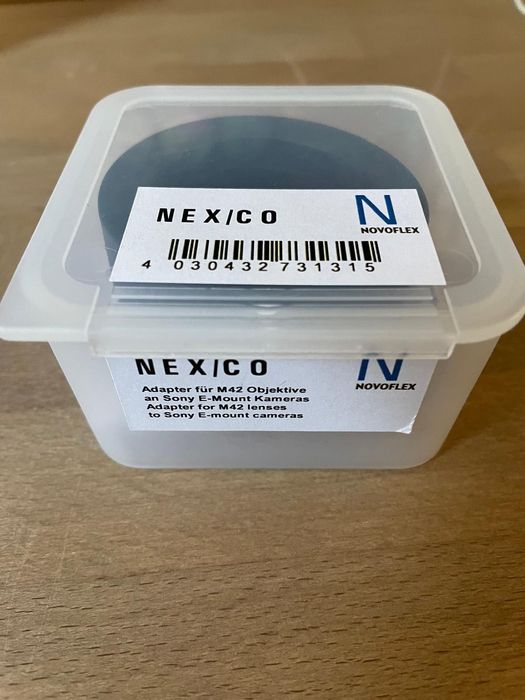 NEX/CO
N
NOVOFLEX
4 030432 731315
NEX/CO
N
NOVOFLEX
Adapter für M42 Objektive
an Sony E-Mount Kameras
Adapter for M42 lenses
to Sony E-mount cameras